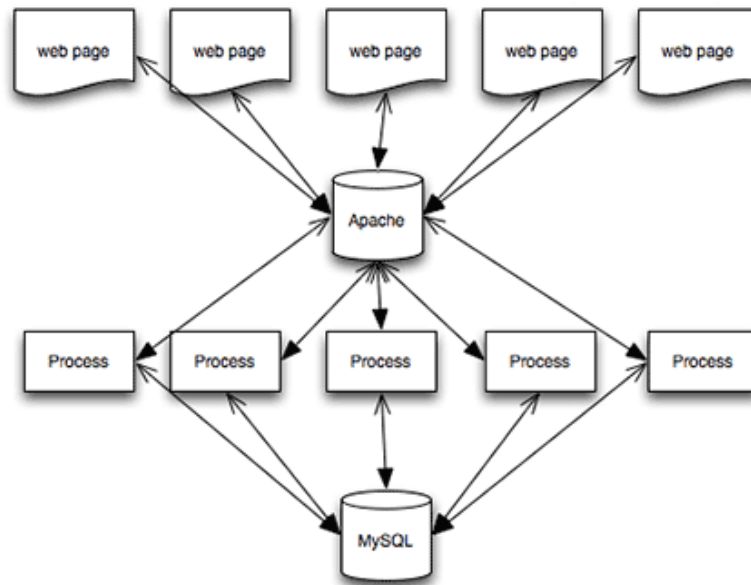 web page
web page
web page
web page
web page
Apache
Process
Process
Process
Process
Process
MySQL